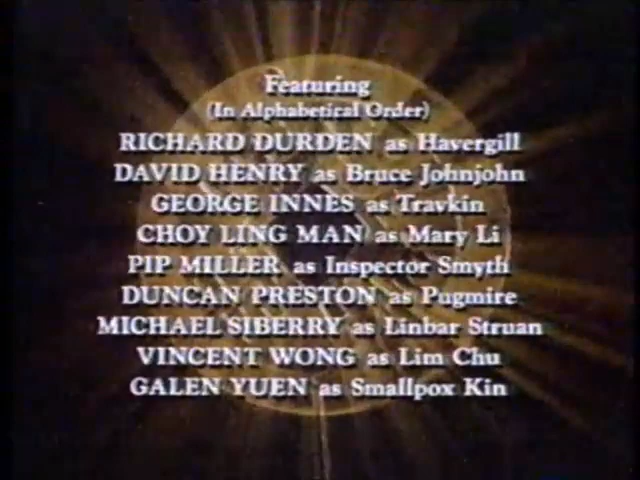 Featuring
(In Alphabetical Order)
RICHARD DURDEN as Havergill
DAVID HENRY as Bruce Johnjohn
GEORGE INNES as Travkin
CHOY LING MAN as Mary Li
PIP MILLER as Inspector Smyth
DUNCAN PRESTON as Pugmire
MICHAEL SIBERRY as Linbar Struan
VINCENT WONG as Lim Chu
GALEN YUEN as Smallpox Kin